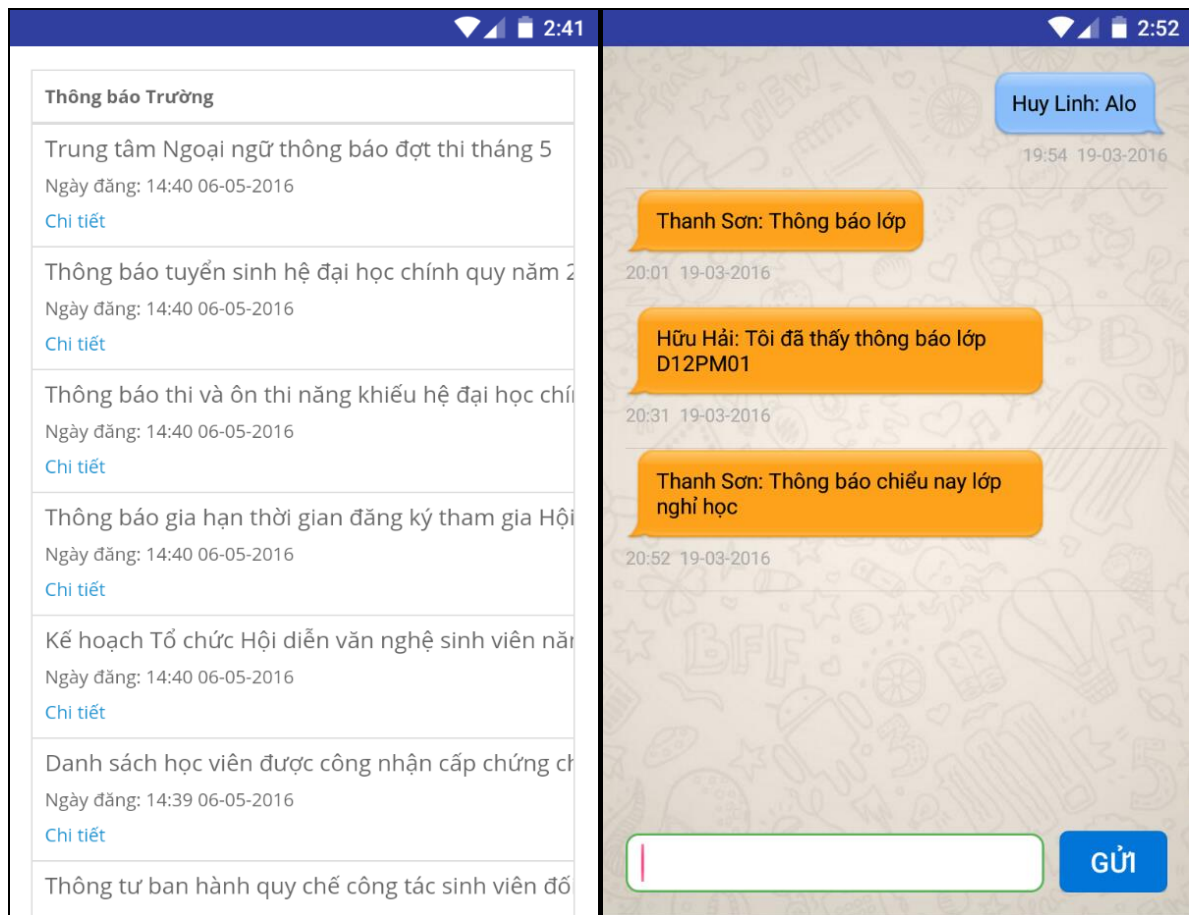 2:41
Thông báo Trường
Trung tâm Ngoại ngữ thông báo đợt thi tháng 5
Ngày đăng: 14:40 06-05-2016
Chi tiết
Thông báo tuyển sinh hệ đại học chính quy năm 2
Ngày đăng: 14:40 06-05-2016
Chi tiết
Thông báo thi và ôn thi năng khiếu hệ đại học chí
Ngày đăng: 14:40 06-05-2016
Chi tiết
Thông báo gia hạn thời gian đăng ký tham gia Hội
Ngày đăng: 14:40 06-05-2016
Chi tiết
Kế hoạch Tổ chức Hội diễn văn nghệ sinh viên năm
Ngày đăng: 14:40 06-05-2016
Chi tiết
Danh sách học viên được công nhận cấp chứng ch
Ngày đăng: 14:39 06-05-2016
Chi tiết
Thông tư ban hành quy chế công tác sinh viên đố
2:52
Huy Linh: Alo
19:54 19-03-2016
Thanh Sơn: Thông báo lớp
20:01 19-03-2016
Hữu Hải: Tôi đã thấy thông báo lớp
D12PM01
20:31 19-03-2016
Thanh Sơn: Thông báo chiểu nay lớp
nghỉ học
20:52 19-03-2016
BFF
GỬI